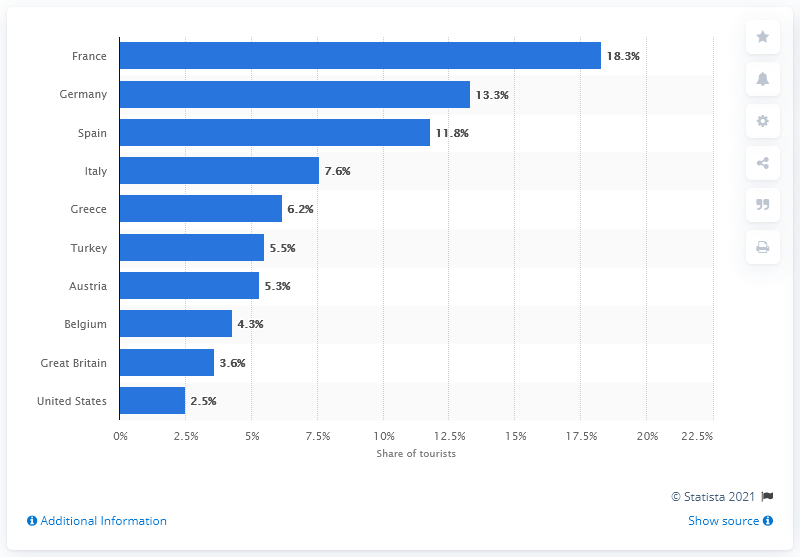 France 18.3%
Germany 13.3%
Spain 11.8%
Italy 7.6%
Greece 6.2%
Turkey 5.5%
Austria 5.3%
Belgium 4.3%
Great Britain 3.6%
United States 2.5%
0% 2.5% 5% 7.5% 10% 12.5% 15% 17.5% 20% 22.5%
Share of tourists
© Statista 2021
Additional Information Show source